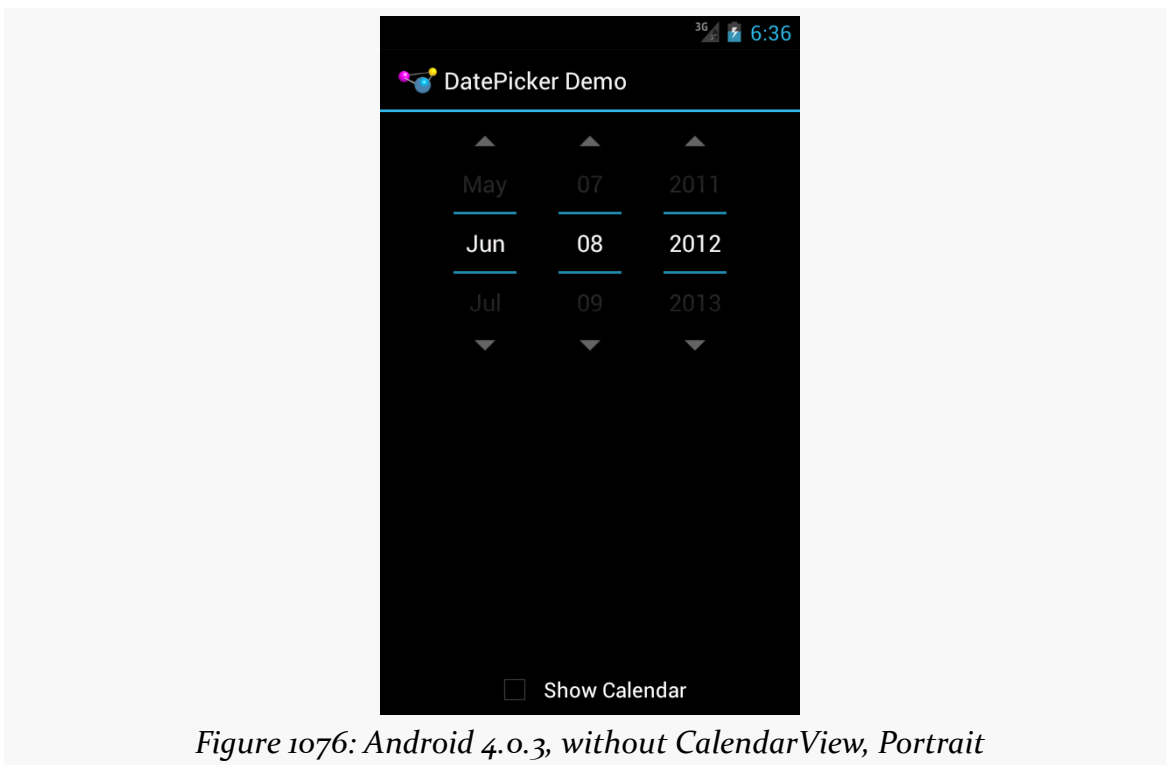 3G 6:36
DatePicker Demo
May 07 2011
Jun 08 2012
Jul 09 2013
Show Calendar
Figure 1076: Android 4.0.3, without CalendarView, Portrait